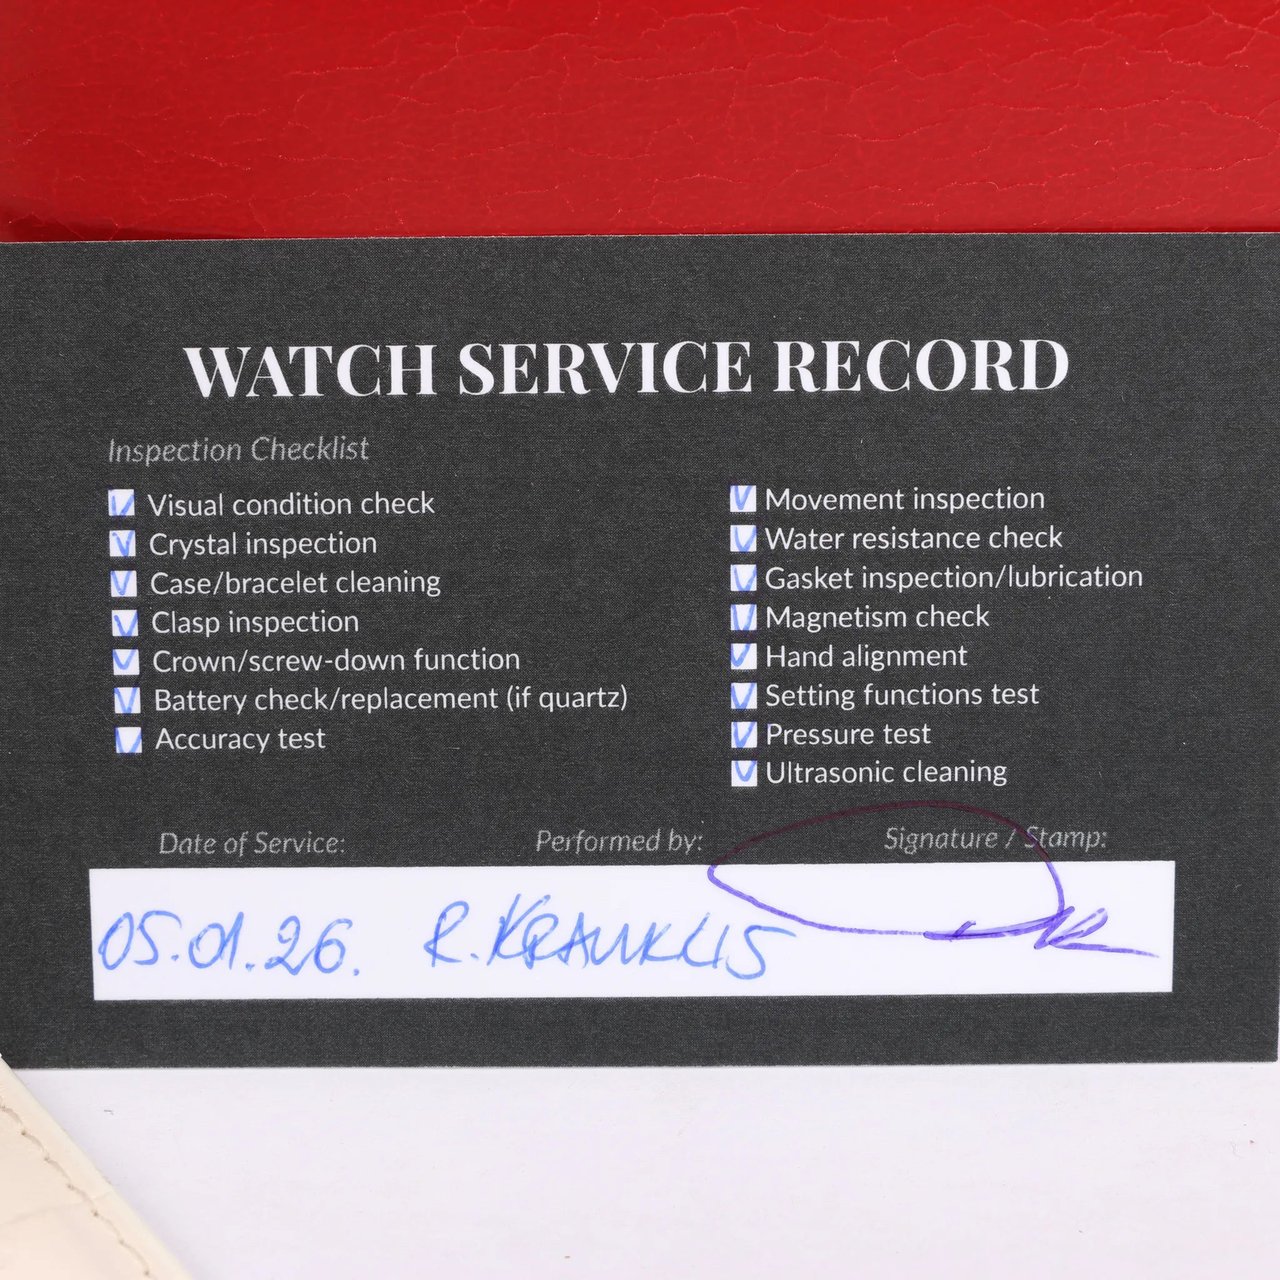 WATCH SERVICE RECORD
Inspection Checklist
Visual condition check
Crystal inspection
Case/bracelet cleaning
Clasp inspection
Crown/screw-down function
Battery check/replacement (if quartz)
Accuracy test
Movement inspection
Water resistance check
Gasket inspection/lubrication
Magnetism check
Hand alignment
Setting functions test
Pressure test
Ultrasonic cleaning
Date of Service: Performed by: Signature / Stamp:
05.01.26. R. KRAUKLIS